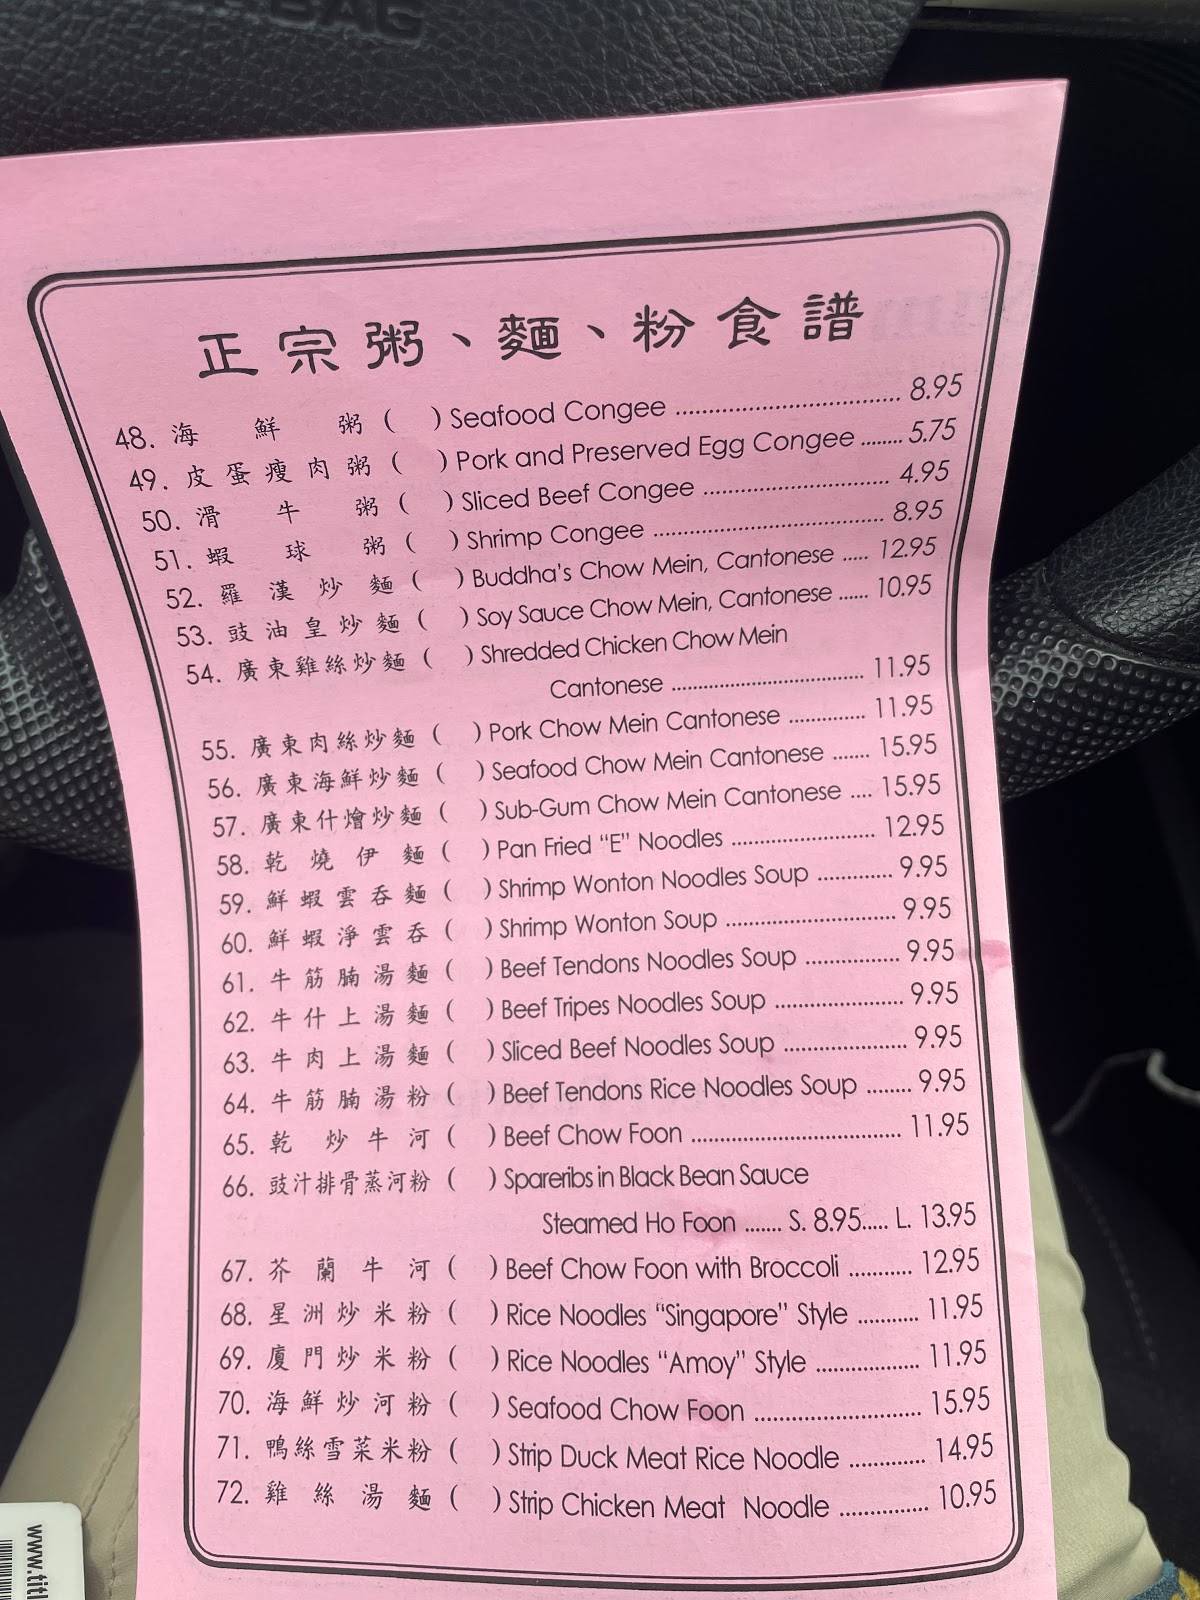 BAG
正宗粥、麵、粉食譜
48. 海鮮粥 ( ) Seafood Congee .................................. 8.95
49. 皮蛋瘦肉粥 ( ) Pork and Preserved Egg Congee ........ 5.75
50. 滑牛粥 ( ) Sliced Beef Congee ............................ 4.95
51. 蝦球粥 ( ) Shrimp Congee ................................... 8.95
52. 羅漢炒麵 ( ) Buddha's Chow Mein, Cantonese ..... 12.95
53. 豉油皇炒麵 ( ) Soy Sauce Chow Mein, Cantonese ...... 10.95
54. 廣東雞絲炒麵 ( ) Shredded Chicken Chow Mein
Cantonese .................................... 11.95
55. 廣東肉絲炒麵 ( ) Pork Chow Mein Cantonese .............. 11.95
56. 廣東海鮮炒麵 ( ) Seafood Chow Mein Cantonese ....... 15.95
57. 廣東什燴炒麵 ( ) Sub-Gum Chow Mein Cantonese .... 15.95
58. 乾燒伊麵 ( ) Pan Fried "E" Noodles ........................ 12.95
59. 鮮蝦雲吞麵 ( ) Shrimp Wonton Noodles Soup ............. 9.95
60. 鮮蝦淨雲吞 ( ) Shrimp Wonton Soup .......................... 9.95
61. 牛筋腩湯麵 ( ) Beef Tendons Noodles Soup ................. 9.95
62. 牛什上湯麵 ( ) Beef Tripes Noodles Soup ....................... 9.95
63. 牛肉上湯麵 ( ) Sliced Beef Noodles Soup ...................... 9.95
64. 牛筋腩湯粉 ( ) Beef Tendons Rice Noodles Soup ........ 9.95
65. 乾炒牛河 ( ) Beef Chow Foon ..................................... 11.95
66. 豉汁排骨蒸河粉 ( ) Spareribs in Black Bean Sauce
Steamed Ho Foon ....... S. 8.95..... L. 13.95
67. 芥蘭牛河 ( ) Beef Chow Foon with Broccoli ........... 12.95
68. 星洲炒米粉 ( ) Rice Noodles "Singapore" Style ........... 11.95
69. 廈門炒米粉 ( ) Rice Noodles "Amoy" Style .................. 11.95
70. 海鮮炒河粉 ( ) Seafood Chow Foon ............................. 15.95
71. 鴨絲雪菜米粉 ( ) Strip Duck Meat Rice Noodle ............. 14.95
72. 雞絲湯麵 ( ) Strip Chicken Meat Noodle ................ 10.95